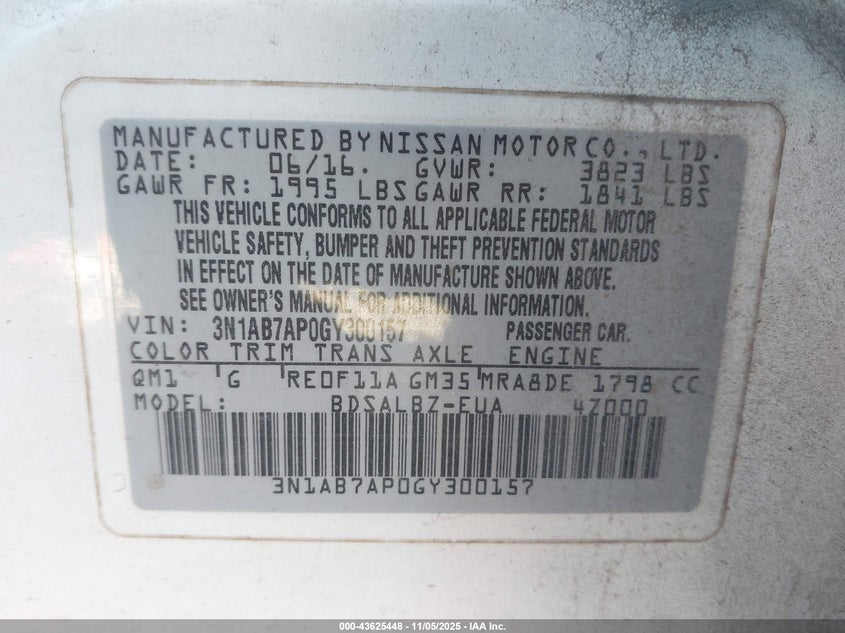 MANUFACTURED BY NISSAN MOTOR CO., LTD.
DATE: 06/16. GVWR: 3823 LBS
GAWR FR: 1995 LBS GAWR RR: 1841 LBS
THIS VEHICLE CONFORMS TO ALL APPLICABLE FEDERAL MOTOR
VEHICLE SAFETY, BUMPER AND THEFT PREVENTION STANDARDS
IN EFFECT ON THE DATE OF MANUFACTURE SHOWN ABOVE.
SEE OWNER'S MANUAL FOR ADDITIONAL INFORMATION.
VIN: 3N1AB7AP0GY300157 PASSENGER CAR.
COLOR TRIM TRANS AXLE ENGINE
QM1 G RE0F11A GM35 MRA8DE 1798 CC
MODEL: BDSALBZ-EUA 4Z000
3N1AB7AP0GY300157
000-43625448 - 11/05/2025 - IAA